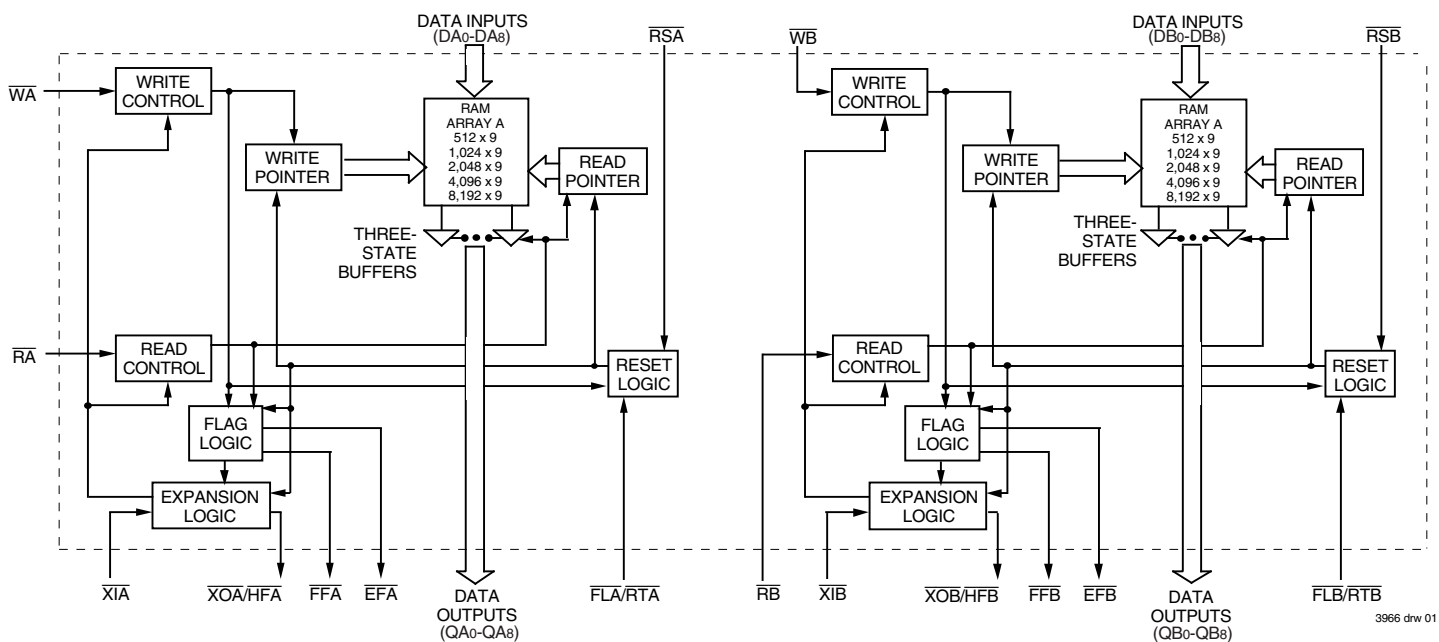 DATA INPUTS
(DA0-DA8)
RSA
WB
DATA INPUTS
(DB0-DB8)
RSB
WA
WRITE
CONTROL
WRITE
POINTER
RAM
ARRAY A
512 x 9
1,024 x 9
2,048 x 9
4,096 x 9
8,192 x 9
READ
POINTER
THREE-
STATE
BUFFERS
RA
READ
CONTROL
RESET
LOGIC
FLAG
LOGIC
EXPANSION
LOGIC
XIA
XOA/HFA
FFA
EFA
DATA
OUTPUTS
(QA0-QA8)
FLA/RTA
WRITE
CONTROL
WRITE
POINTER
RAM
ARRAY A
512 x 9
1,024 x 9
2,048 x 9
4,096 x 9
8,192 x 9
READ
POINTER
THREE-
STATE
BUFFERS
READ
CONTROL
RESET
LOGIC
FLAG
LOGIC
EXPANSION
LOGIC
RB
XIB
XOB/HFB
FFB
EFB
DATA
OUTPUTS
(QB0-QB8)
FLB/RTB
3966 drw 01